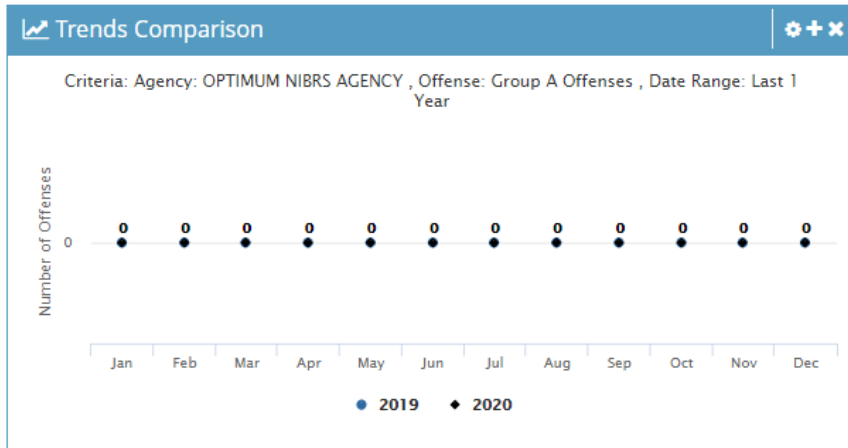 Trends Comparison
Criteria: Agency: OPTIMUM NIBRS AGENCY , Offense: Group A Offenses , Date Range: Last 1
Year
Number of Offenses
0 0 0 0 0 0 0 0 0 0 0 0
0
Jan Feb Mar Apr May Jun Jul Aug Sep Oct Nov Dec
2019 2020